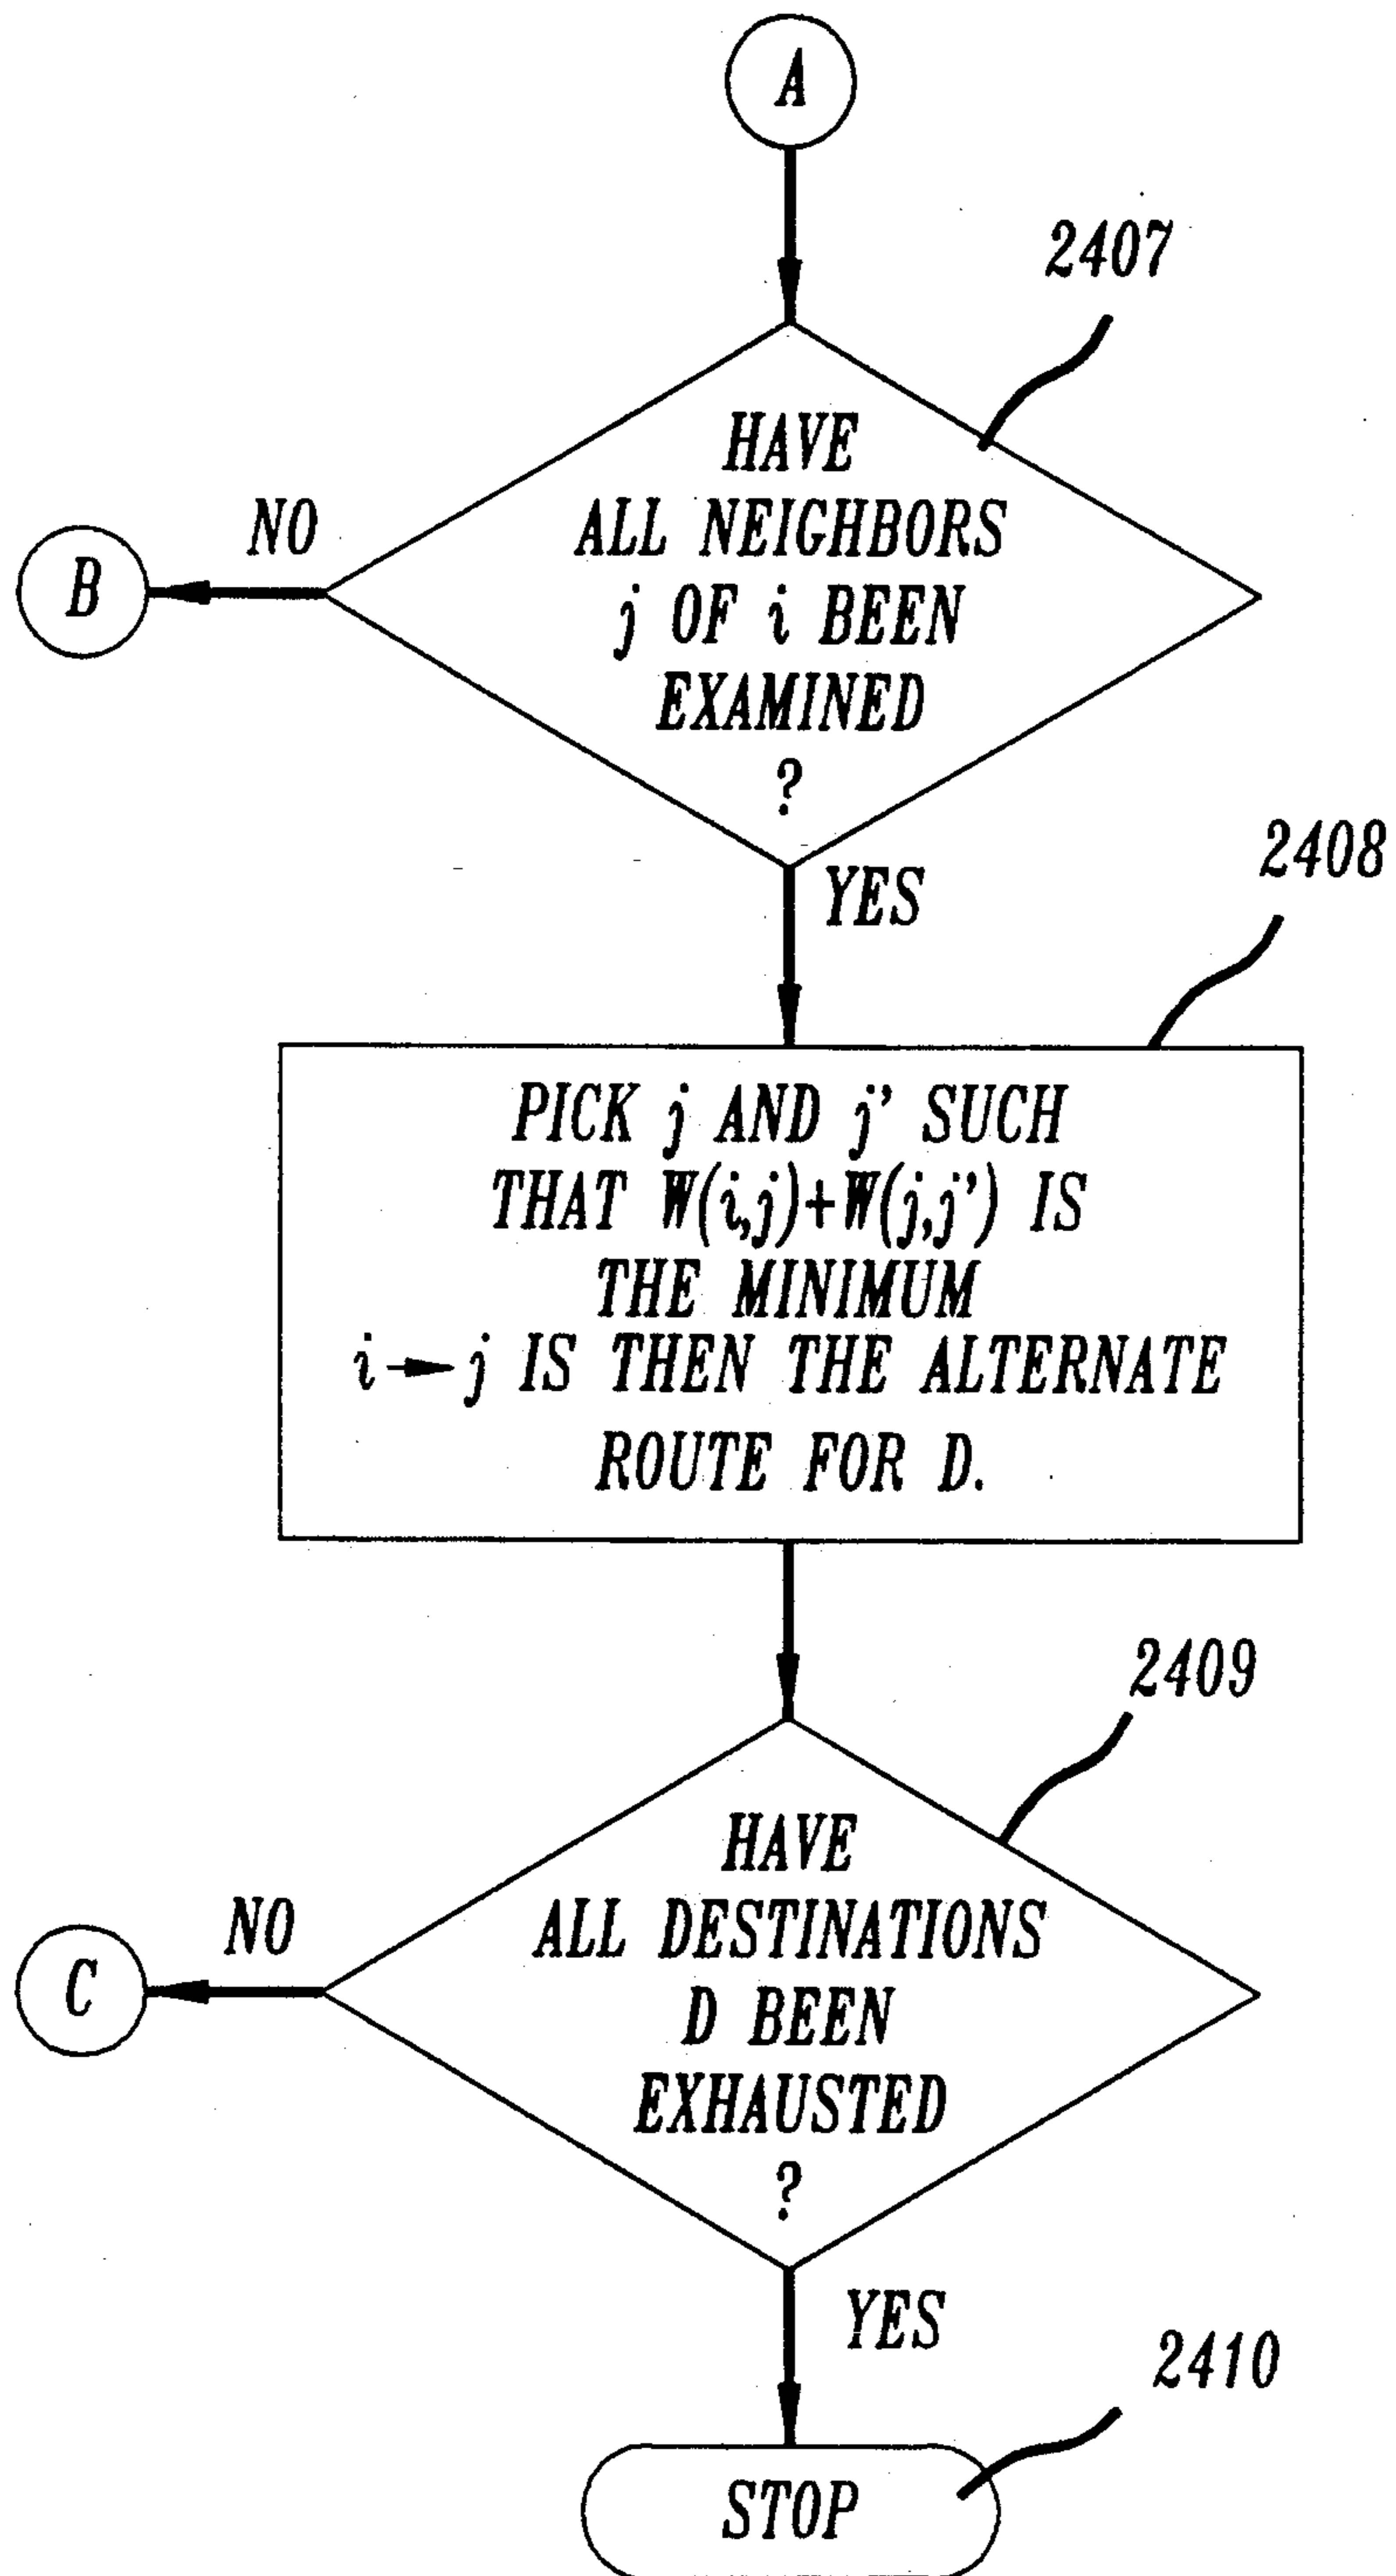 A
2407
HAVE
ALL NEIGHBORS
j OF i BEEN
EXAMINED
?
NO
B
YES
2408
PICK j AND j' SUCH
THAT W(i,j)+W(j,j') IS
THE MINIMUM
i→j IS THEN THE ALTERNATE
ROUTE FOR D.
2409
HAVE
ALL DESTINATIONS
D BEEN
EXHAUSTED
?
NO
C
YES
2410
STOP